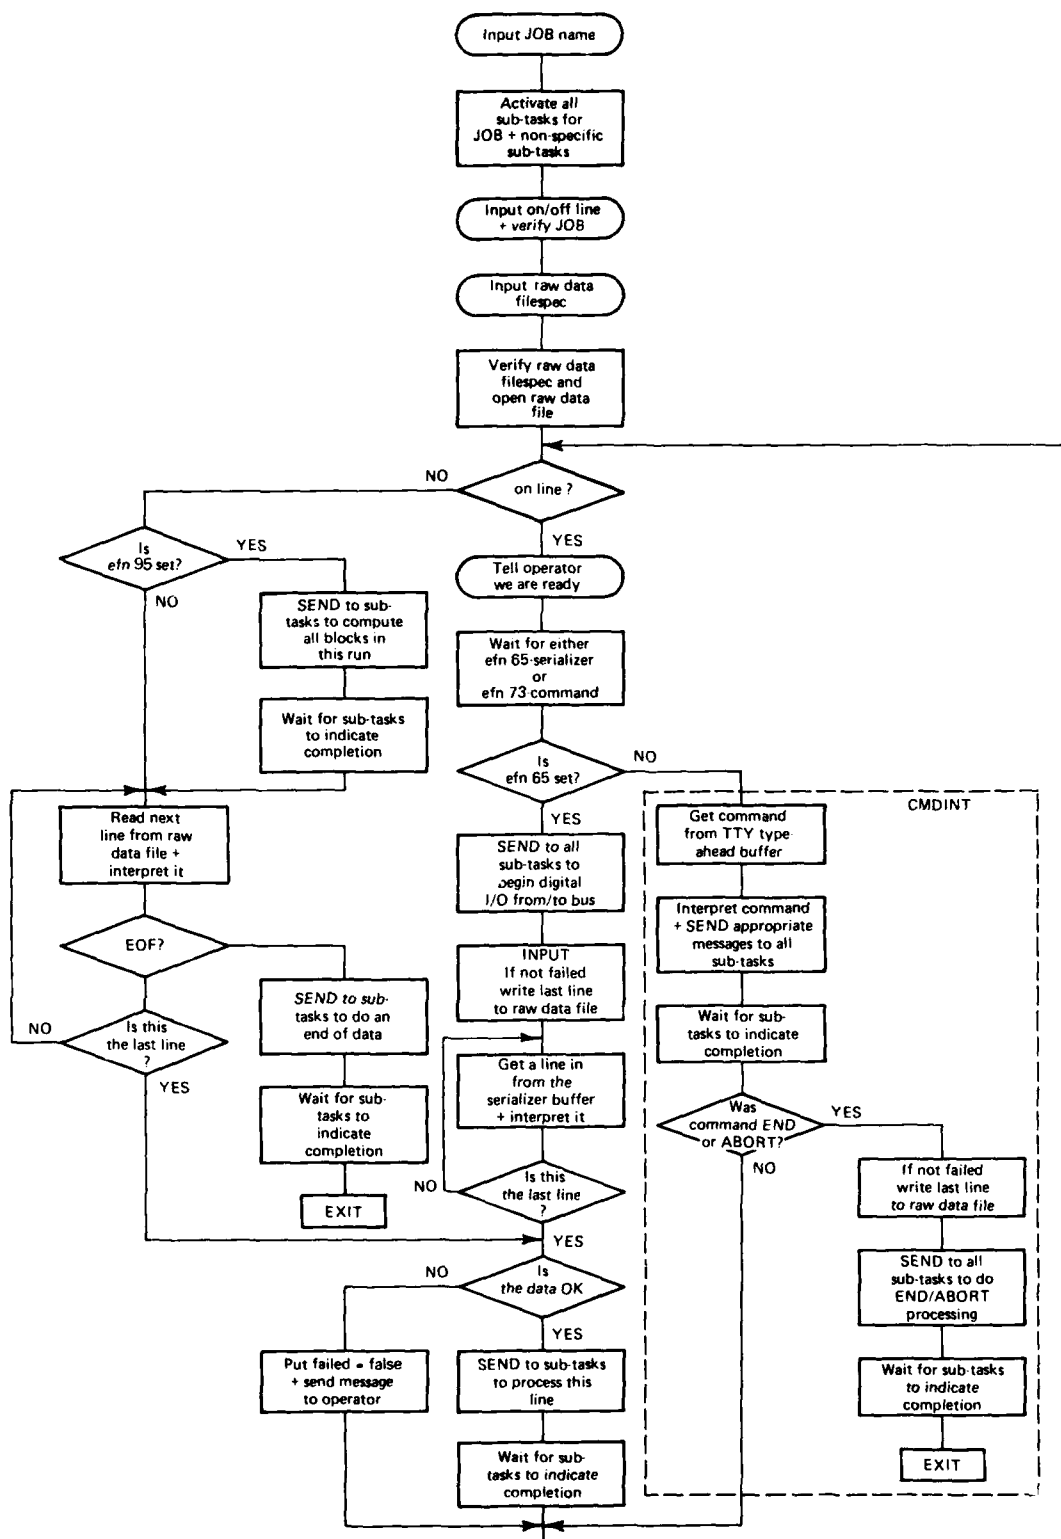 Input JOB name
Activate all
sub-tasks for
JOB + non-specific
sub-tasks
Input on/off line
+ verify JOB
Input raw data
filespec
Verify raw data
filespec and
open raw data
file
NO
on line ?
YES
Is
efn 95 set?
YES
NO
SEND to sub-
tasks to compute
all blocks in
this run
Wait for sub-tasks
to indicate
completion
Read next
line from raw
data file +
interpret it
EOF?
SEND to sub-
tasks to do an
end of data
Wait for sub-
tasks to
indicate
completion
EXIT
NO
Is this
the last line
?
YES
Tell operator
we are ready
Wait for either
efn 65-serializer
or
efn 73-command
Is
efn 65 set?
NO
YES
SEND to all
sub-tasks to
begin digital
I/O from/to bus
INPUT
If not failed
write last line
to raw data file
Get a line in
from the
serializer buffer
+ interpret it
NO
Is this
the last line
?
YES
NO
Is
the data OK
YES
Put failed = false
+ send message
to operator
SEND to sub-tasks
to process this
line
Wait for sub-
tasks to indicate
completion
CMDINT
Get command
from TTY type-
ahead buffer
Interpret command
+ SEND appropriate
messages to all
sub-tasks
Wait for sub-
tasks to indicate
completion
Was
command END
or ABORT?
YES
NO
If not failed
write last line
to raw data file
SEND to all
sub-tasks to do
END/ABORT
processing
Wait for sub-tasks
to indicate
completion
EXIT